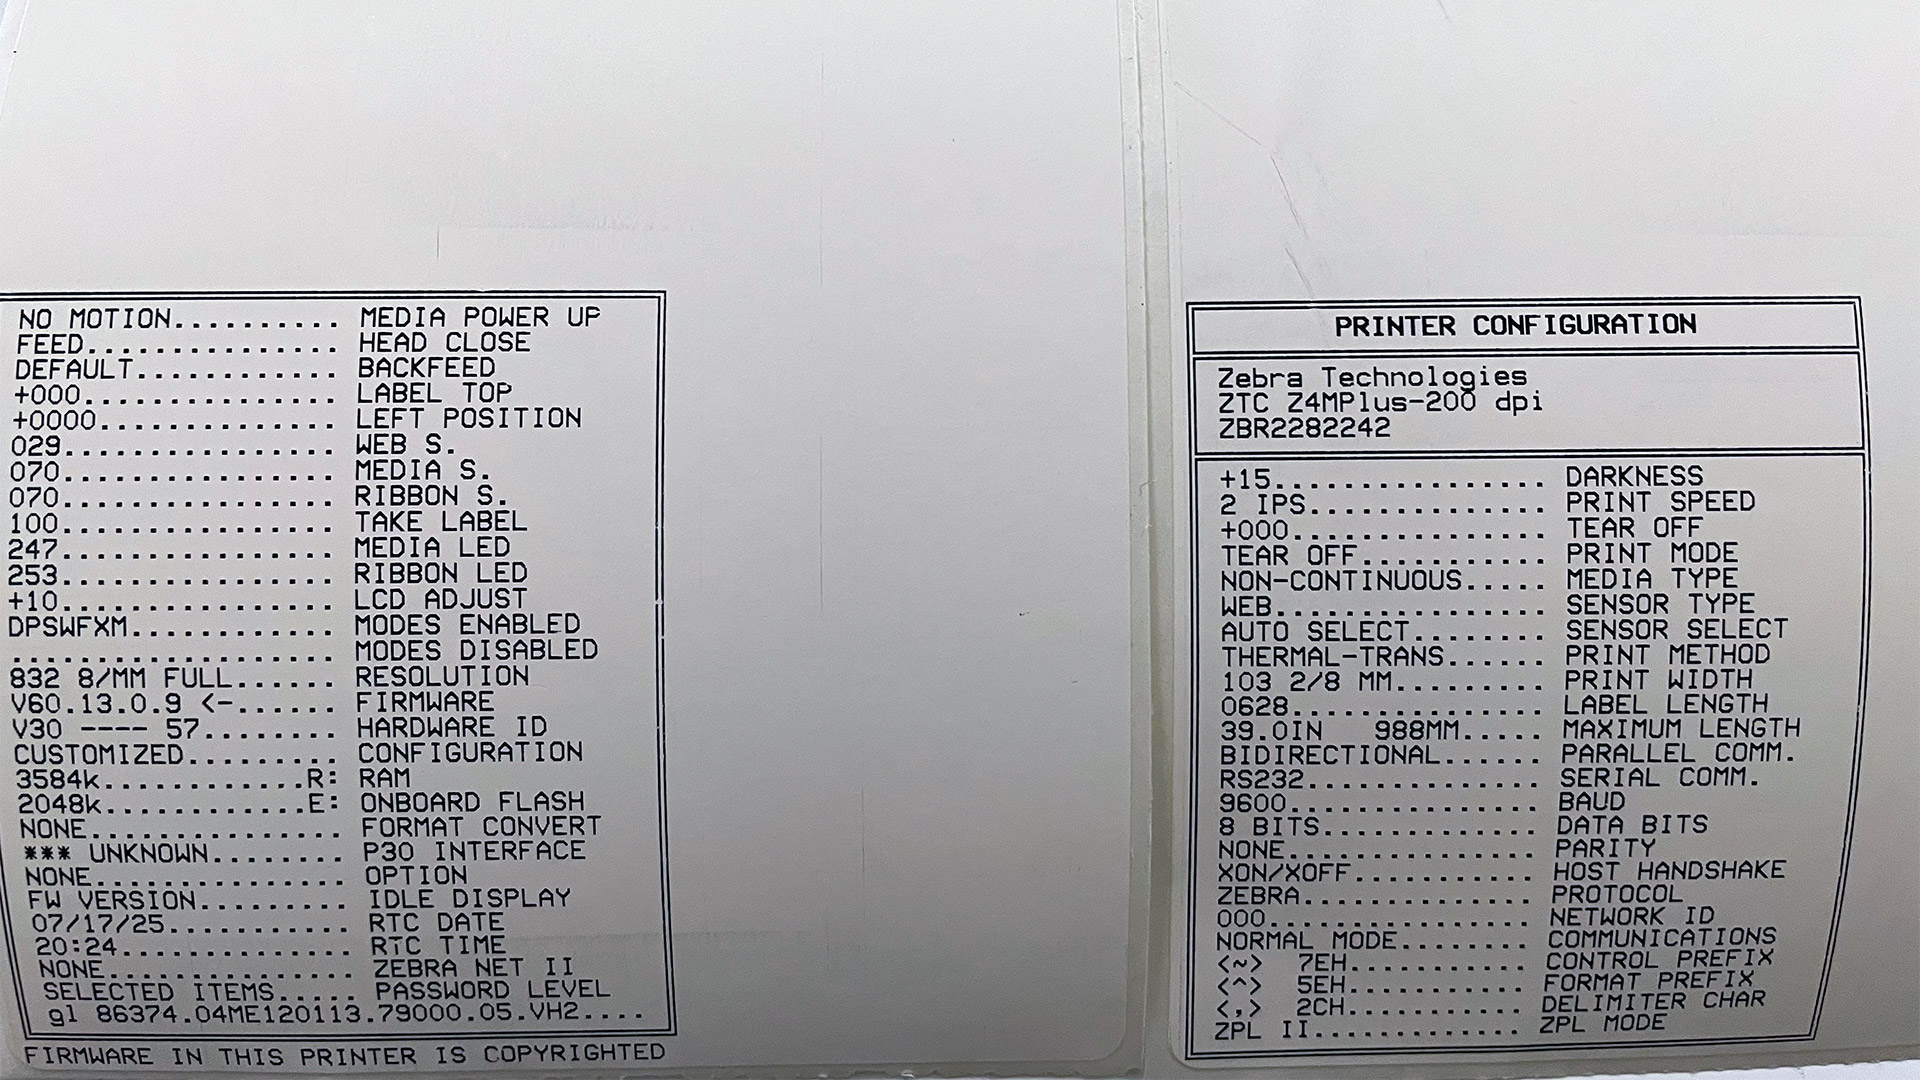 NO MOTION.......... MEDIA POWER UP
FEED............... HEAD CLOSE
DEFAULT............ BACKFEED
+000............... LABEL TOP
+0000.............. LEFT POSITION
029................ WEB S.
070................ MEDIA S.
070................ RIBBON S.
100................ TAKE LABEL
247................ MEDIA LED
253................ RIBBON LED
+10................ LCD ADJUST
DPSWFXM............ MODES ENABLED
................... MODES DISABLED
832 8/MM FULL...... RESOLUTION
V60.13.0.9 <-...... FIRMWARE
V30 ---- 57........ HARDWARE ID
CUSTOMIZED......... CONFIGURATION
3584k............R: RAM
2048k............E: ONBOARD FLASH
NONE............... FORMAT CONVERT
*** UNKNOWN........ P30 INTERFACE
NONE............... OPTION
FW VERSION......... IDLE DISPLAY
07/17/25........... RTC DATE
20:24.............. RTC TIME
NONE............... ZEBRA NET II
SELECTED ITEMS..... PASSWORD LEVEL
gl 86374.04ME120113.79000.05.VH2....
FIRMWARE IN THIS PRINTER IS COPYRIGHTED
PRINTER CONFIGURATION
Zebra Technologies
ZTC Z4MPlus-200 dpi
ZBR2282242
+15................ DARKNESS
2 IPS.............. PRINT SPEED
+000............... TEAR OFF
TEAR OFF........... PRINT MODE
NON-CONTINUOUS..... MEDIA TYPE
WEB................ SENSOR TYPE
AUTO SELECT........ SENSOR SELECT
THERMAL-TRANS...... PRINT METHOD
103 2/8 MM......... PRINT WIDTH
0628............... LABEL LENGTH
39.0IN   988MM..... MAXIMUM LENGTH
BIDIRECTIONAL...... PARALLEL COMM.
RS232.............. SERIAL COMM.
9600............... BAUD
8 BITS............. DATA BITS
NONE............... PARITY
XON/XOFF........... HOST HANDSHAKE
ZEBRA.............. PROTOCOL
000................ NETWORK ID
NORMAL MODE........ COMMUNICATIONS
<~>  7EH........... CONTROL PREFIX
<^>  5EH........... FORMAT PREFIX
<,>  2CH........... DELIMITER CHAR
ZPL II............. ZPL MODE